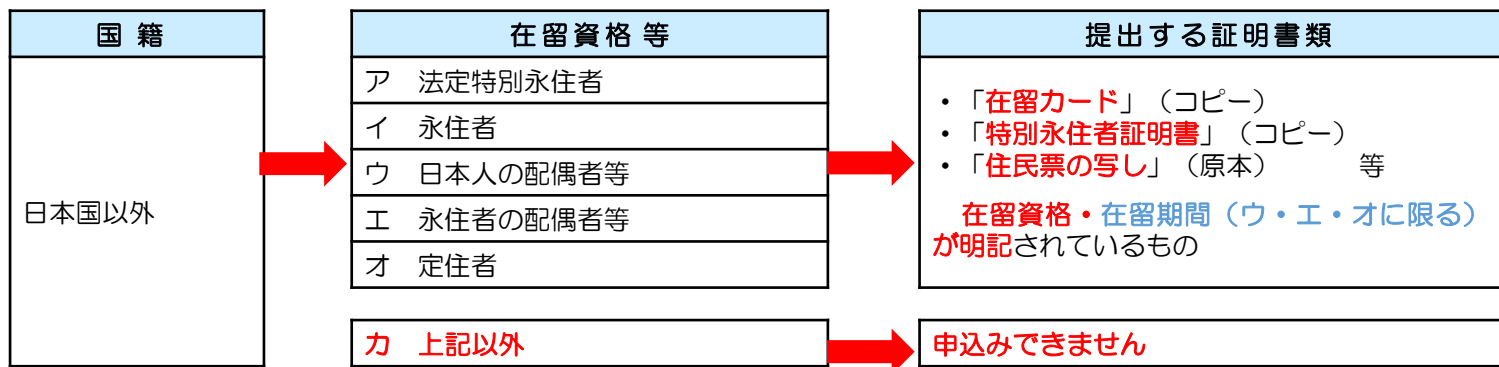 国 籍
日本国以外
在留資格 等
ア　法定特別永住者
イ　永住者
ウ　日本人の配偶者等
エ　永住者の配偶者等
オ　定住者
カ　上記以外
提出する証明書類
・「在留カード」（コピー）
・「特別永住者証明書」（コピー）
・「住民票の写し」（原本）　　　等
在留資格・在留期間（ウ・エ・オに限る）
が明記されているもの
申込みできません